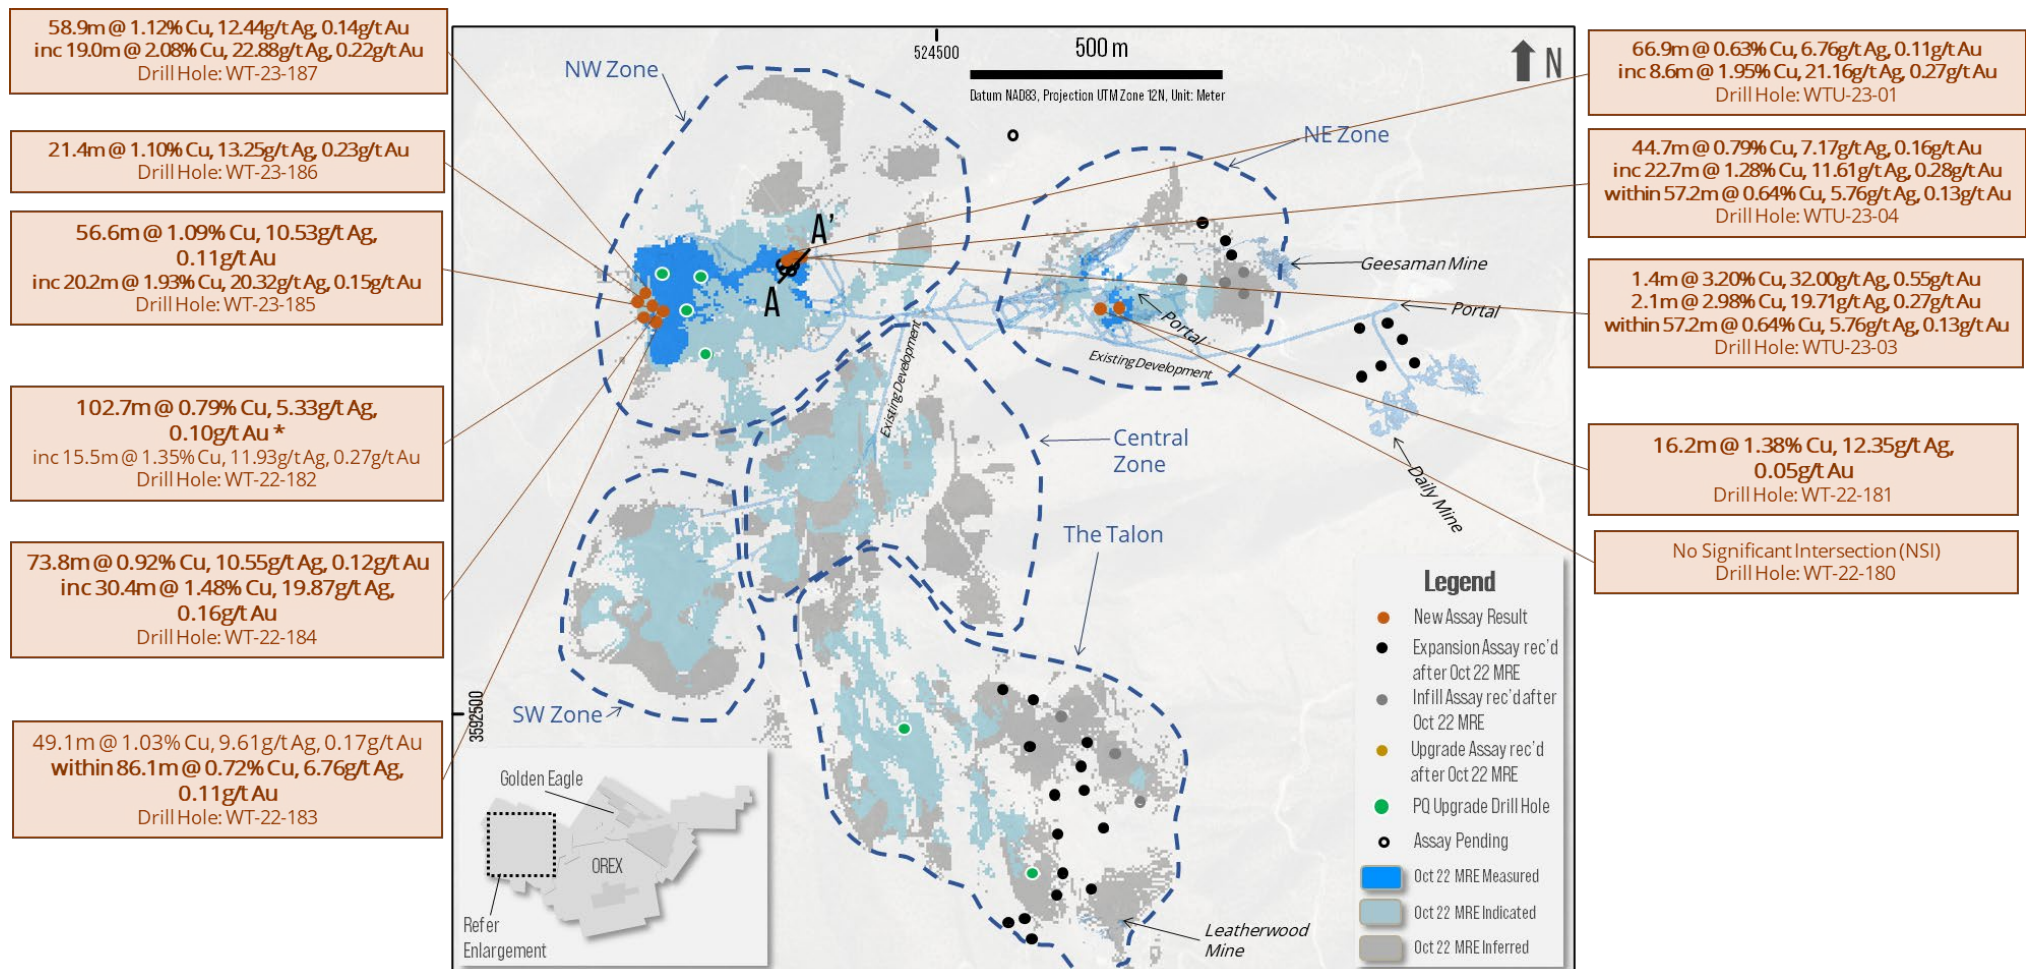 58.9m @ 1.12% Cu, 12.44g/t Ag, 0.14g/t Au
inc 19.0m @ 2.08% Cu, 22.88g/t Ag, 0.22g/t Au
Drill Hole: WT-23-187
21.4m @ 1.10% Cu, 13.25g/t Ag, 0.23g/t Au
Drill Hole: WT-23-186
56.6m @ 1.09% Cu, 10.53g/t Ag,
0.11g/t Au
inc 20.2m @ 1.93% Cu, 20.32g/t Ag, 0.15g/t Au
Drill Hole: WT-23-185
102.7m @ 0.79% Cu, 5.33g/t Ag,
0.10g/t Au *
inc 15.5m @ 1.35% Cu, 11.93g/t Ag, 0.27g/t Au
Drill Hole: WT-22-182
73.8m @ 0.92% Cu, 10.55g/t Ag, 0.12g/t Au
inc 30.4m @ 1.48% Cu, 19.87g/t Ag,
0.16g/t Au
Drill Hole: WT-22-184
49.1m @ 1.03% Cu, 9.61g/t Ag, 0.17g/t Au
within 86.1m @ 0.72% Cu, 6.76g/t Ag,
0.11g/t Au
Drill Hole: WT-22-183
524500
500 m
Datum NAD83, Projection UTM Zone 12N, Unit: Meter
N
NW Zone
NE Zone
A'
A
Geesaman Mine
Portal
Portal
Existing Development
Existing Development
Daily Mine
Central
Zone
The Talon
SW Zone
3592500
Leatherwood
Mine
Golden Eagle
OREX
Refer
Enlargement
Legend
New Assay Result
Expansion Assay rec'd
after Oct 22 MRE
Infill Assay rec'd after
Oct 22 MRE
Upgrade Assay rec'd
after Oct 22 MRE
PQ Upgrade Drill Hole
Assay Pending
Oct 22 MRE Measured
Oct 22 MRE Indicated
Oct 22 MRE Inferred
66.9m @ 0.63% Cu, 6.76g/t Ag, 0.11g/t Au
inc 8.6m @ 1.95% Cu, 21.16g/t Ag, 0.27g/t Au
Drill Hole: WTU-23-01
44.7m @ 0.79% Cu, 7.17g/t Ag, 0.16g/t Au
inc 22.7m @ 1.28% Cu, 11.61g/t Ag, 0.28g/t Au
within 57.2m @ 0.64% Cu, 5.76g/t Ag, 0.13g/t Au
Drill Hole: WTU-23-04
1.4m @ 3.20% Cu, 32.00g/t Ag, 0.55g/t Au
2.1m @ 2.98% Cu, 19.71g/t Ag, 0.27g/t Au
within 57.2m @ 0.64% Cu, 5.76g/t Ag, 0.13g/t Au
Drill Hole: WTU-23-03
16.2m @ 1.38% Cu, 12.35g/t Ag,
0.05g/t Au
Drill Hole: WT-22-181
No Significant Intersection (NSI)
Drill Hole: WT-22-180